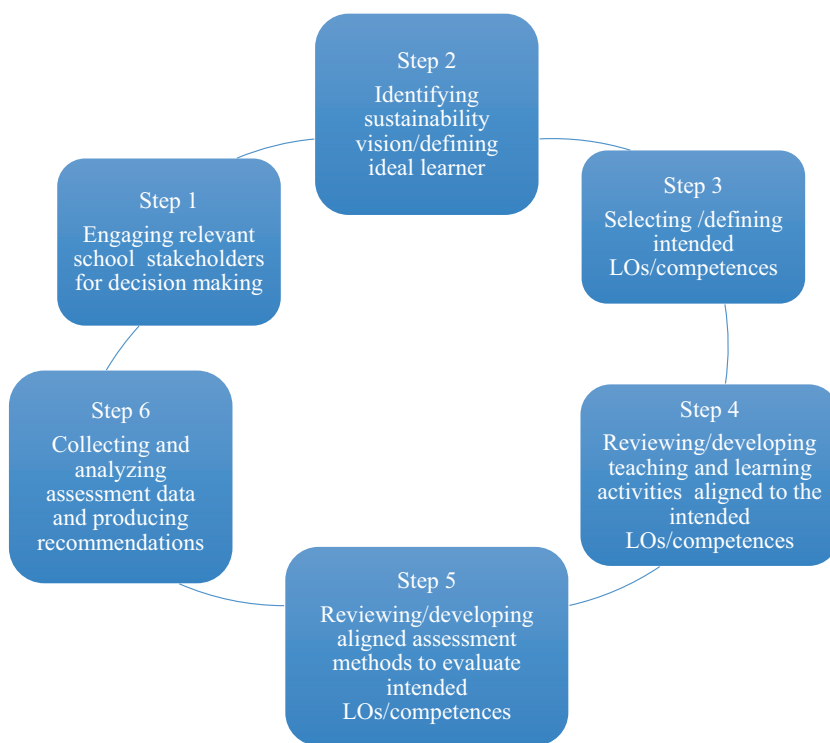 Step 1
Engaging relevant
school stakeholders
for decision making
Step 2
Identifying
sustainability
vision/defining
ideal learner
Step 3
Selecting /defining
intended
LOs/competences
Step 4
Reviewing/developing
teaching and learning
activities aligned to the
intended
LOs/competences
Step 5
Reviewing/developing
aligned assessment
methods to evaluate
intended
LOs/competences
Step 6
Collecting and
analyzing
assessment data
and producing
recommendations